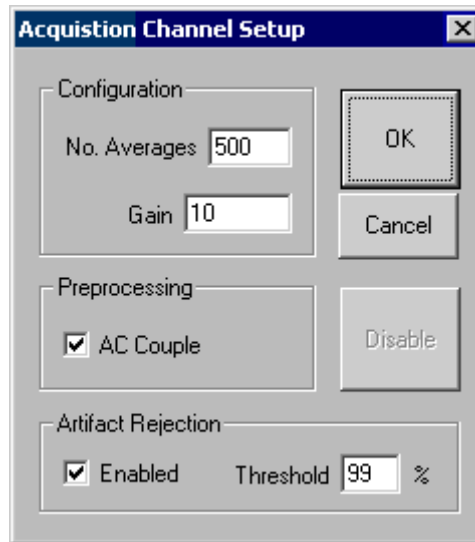 Acquistion Channel Setup
Configuration
No. Averages 500
OK
Gain 10
Cancel
Preprocessing
AC Couple
Disable
Artifact Rejection
Enabled Threshold 99 %